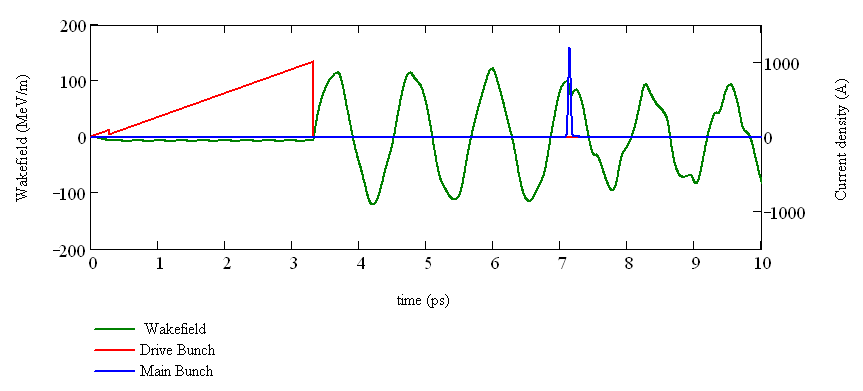 200
100
0
−100
−200
Wakefield (MeV/m)
1000
0
−1000
Current density (A)
0 1 2 3 4 5 6 7 8 9 10
time (ps)
Wakefield
Drive Bunch
Main Bunch